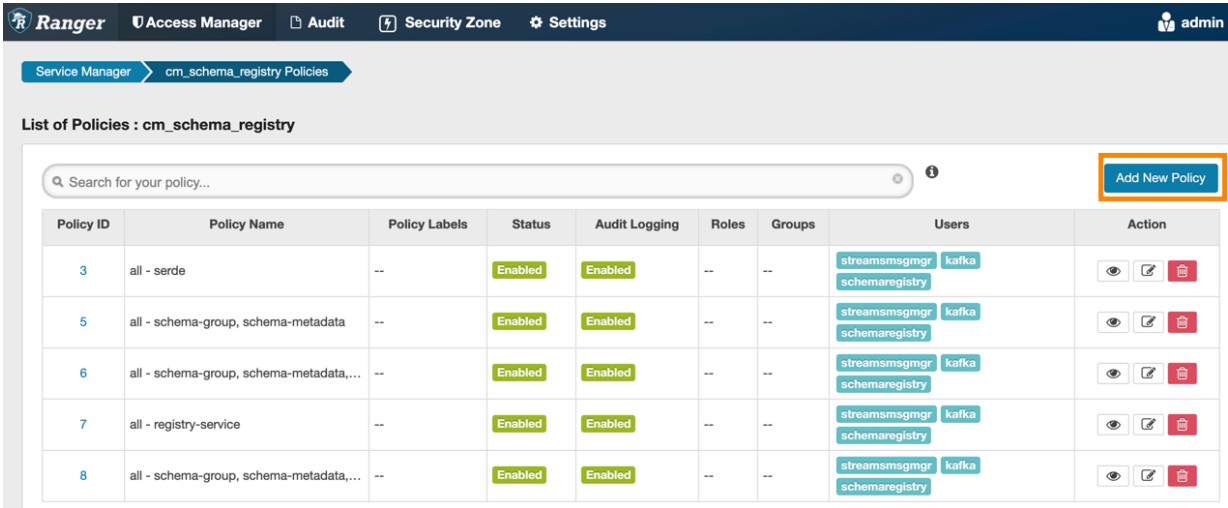 Ranger Access Manager Audit Security Zone Settings admin
Service Manager cm_schema_registry Policies
List of Policies : cm_schema_registry
Search for your policy... Add New Policy
Policy ID Policy Name Policy Labels Status Audit Logging Roles Groups Users Action
3 all - serde -- Enabled Enabled -- -- streamsmsgmgr kafka
schemaregistry
5 all - schema-group, schema-metadata -- Enabled Enabled -- -- streamsmsgmgr kafka
schemaregistry
6 all - schema-group, schema-metadata,... -- Enabled Enabled -- -- streamsmsgmgr kafka
schemaregistry
7 all - registry-service -- Enabled Enabled -- -- streamsmsgmgr kafka
schemaregistry
8 all - schema-group, schema-metadata,... -- Enabled Enabled -- -- streamsmsgmgr kafka
schemaregistry